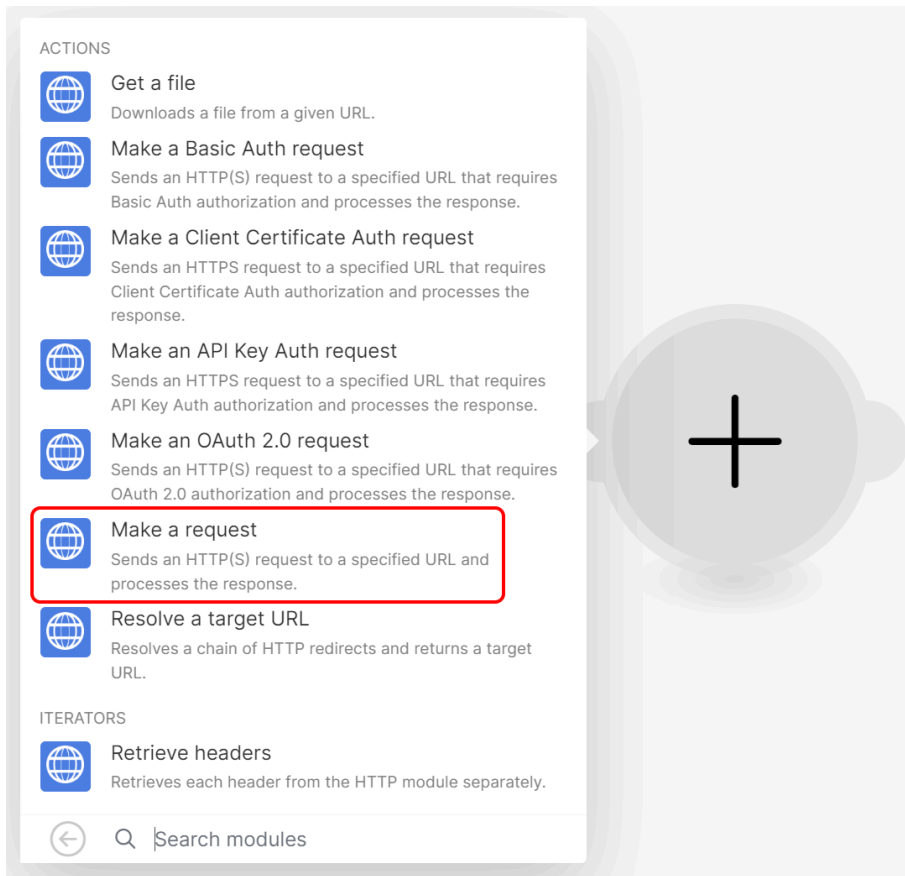 ACTIONS
Get a file
Downloads a file from a given URL.
Make a Basic Auth request
Sends an HTTP(S) request to a specified URL that requires
Basic Auth authorization and processes the response.
Make a Client Certificate Auth request
Sends an HTTPS request to a specified URL that requires
Client Certificate Auth authorization and processes the
response.
Make an API Key Auth request
Sends an HTTPS request to a specified URL that requires
API Key Auth authorization and processes the response.
Make an OAuth 2.0 request
Sends an HTTP(S) request to a specified URL that requires
OAuth 2.0 authorization and processes the response.
Make a request
Sends an HTTP(S) request to a specified URL and
processes the response.
Resolve a target URL
Resolves a chain of HTTP redirects and returns a target
URL.
ITERATORS
Retrieve headers
Retrieves each header from the HTTP module separately.
Search modules